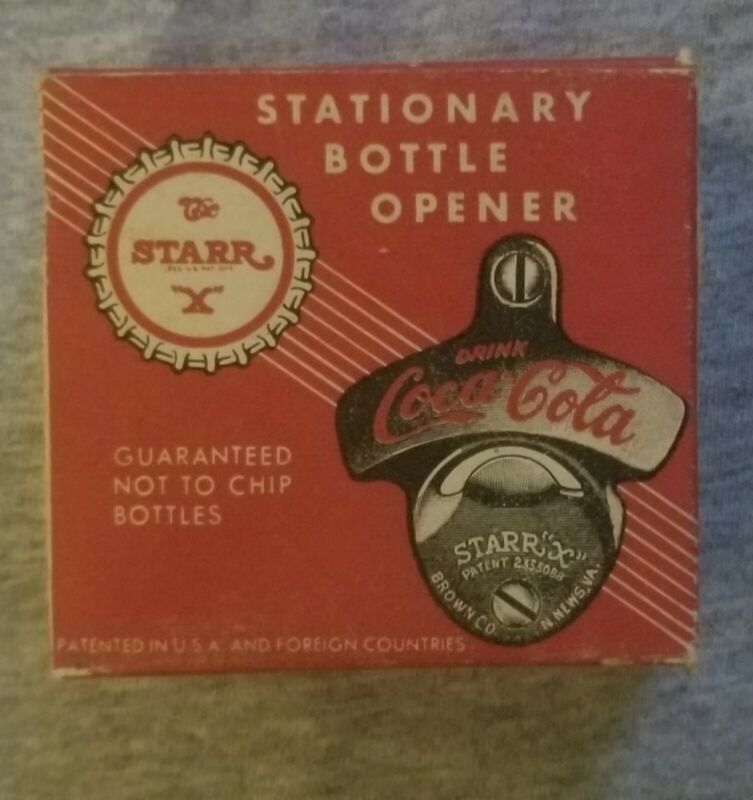 STATIONARY
BOTTLE
OPENER
The
STARR
"X"
DRINK
Coca-Cola
GUARANTEED
NOT TO CHIP
BOTTLES
STARR "X"
PATENT 2333088
BROWN CO. N. NEWS. VA.
PATENTED IN U.S.A. AND FOREIGN COUNTRIES